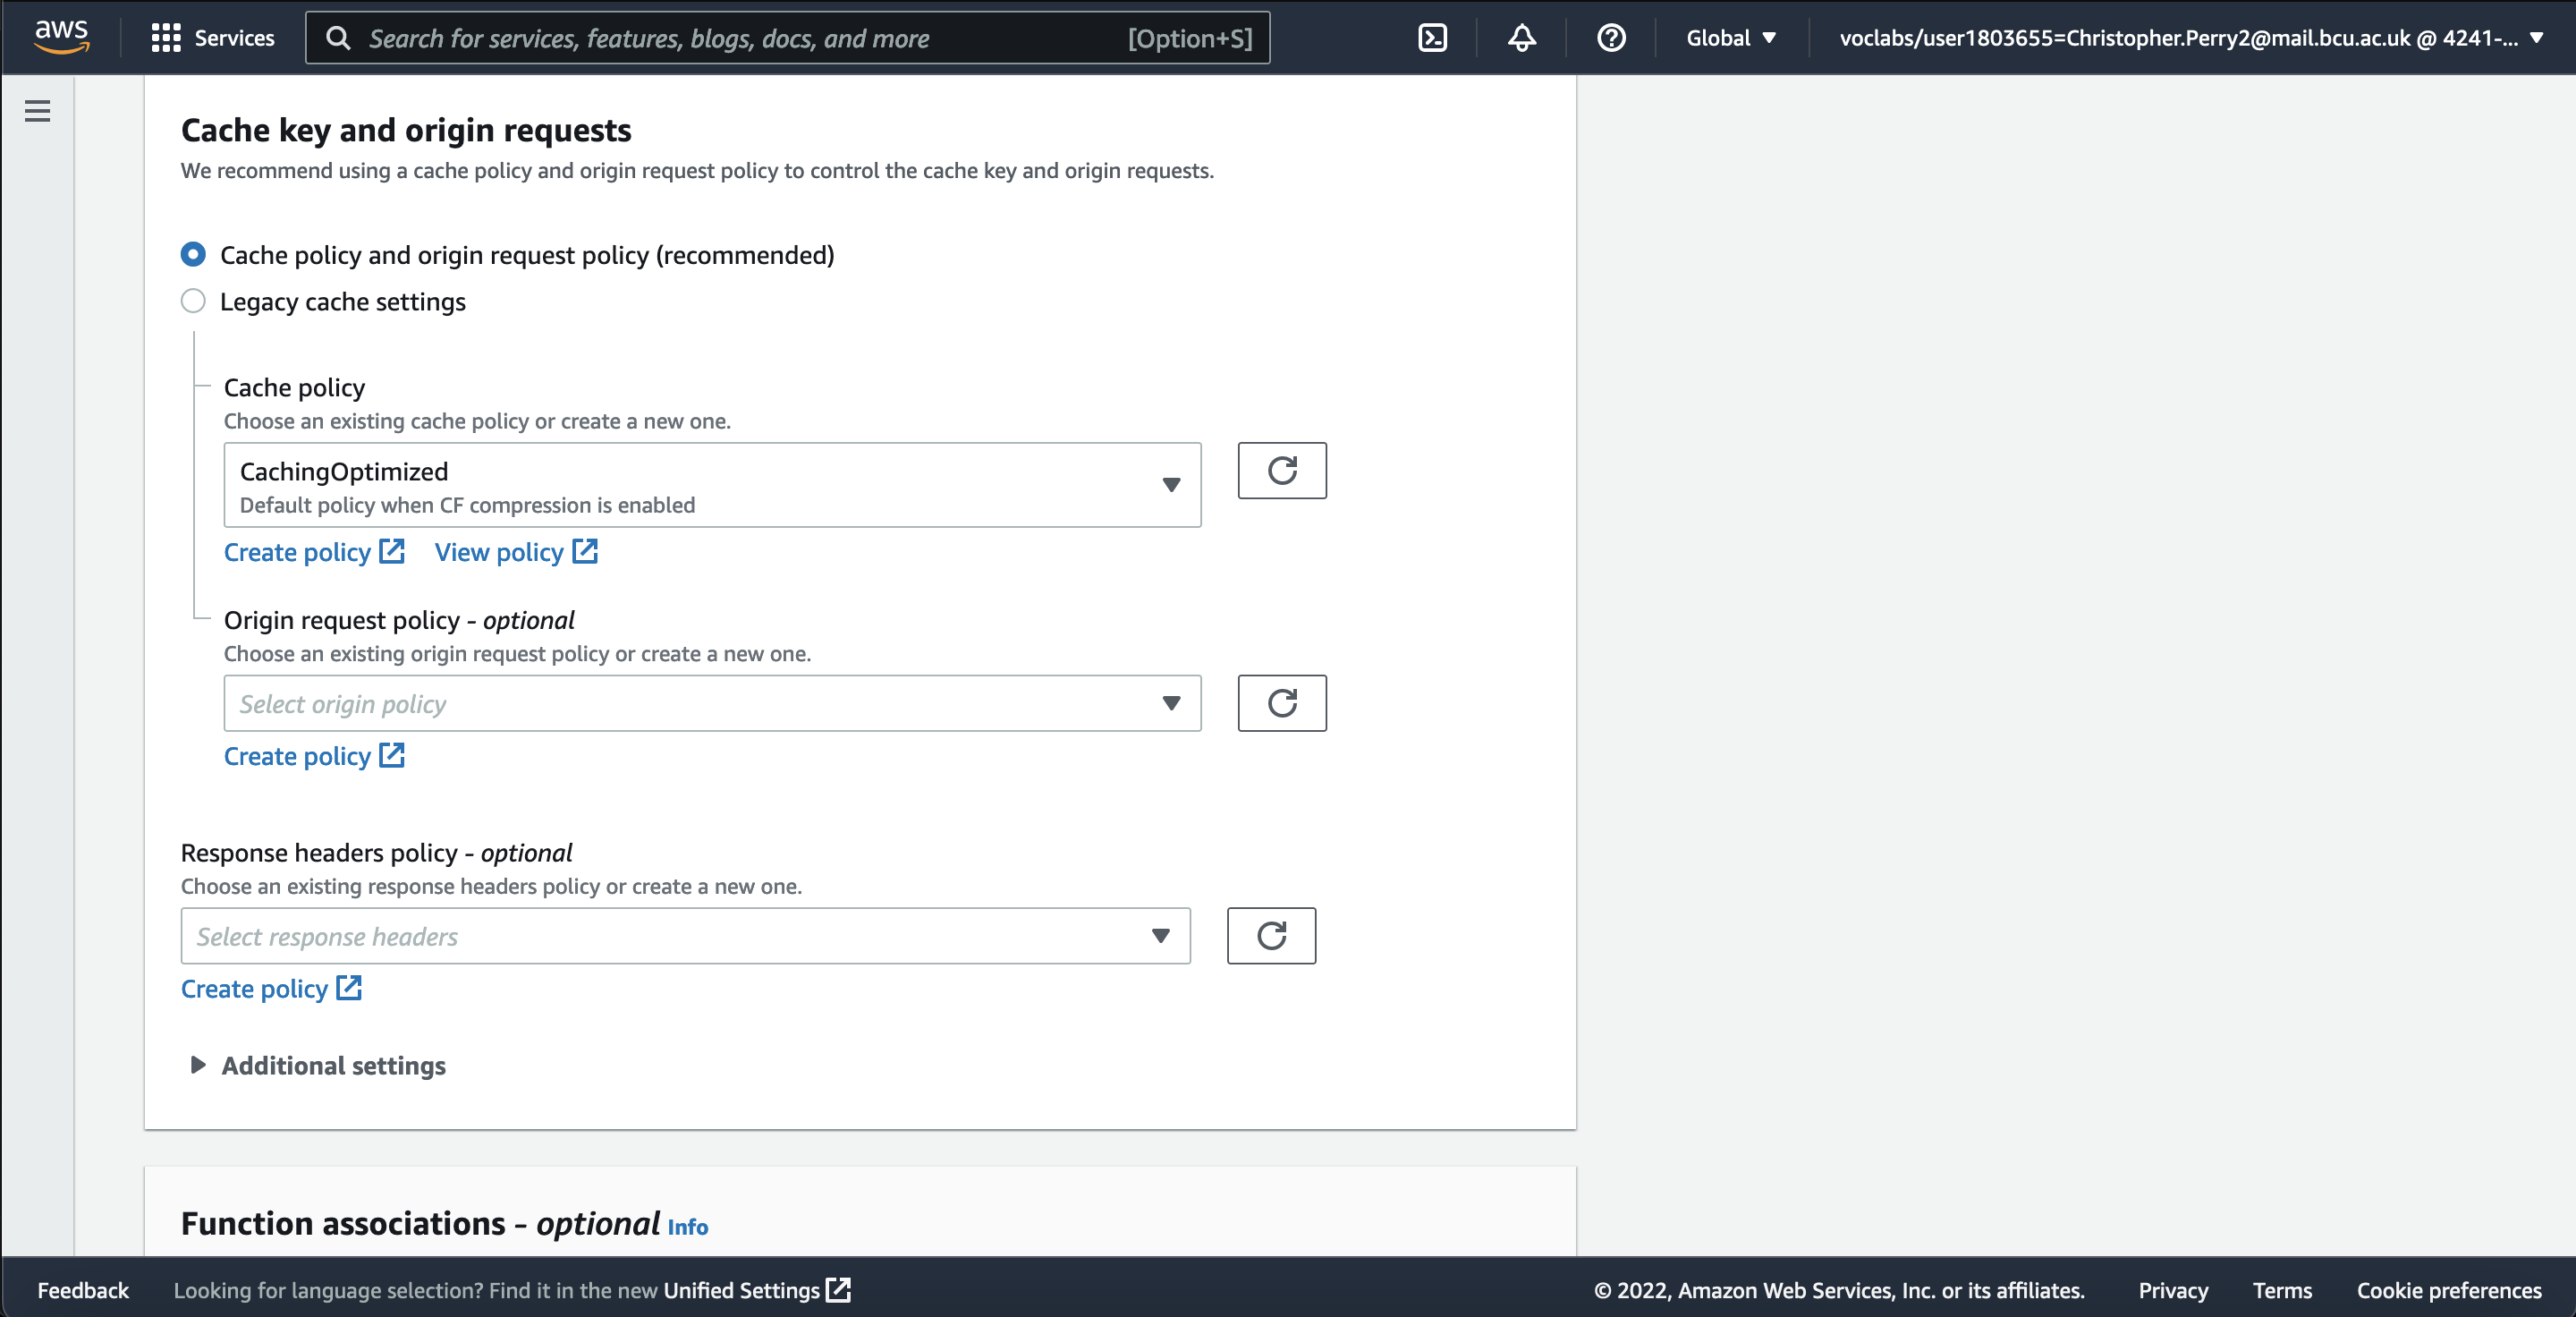 aws
Services
Search for services, features, blogs, docs, and more
[Option+S]
Global
voclabs/user1803655=Christopher.Perry2@mail.bcu.ac.uk @ 4241-...
Cache key and origin requests
We recommend using a cache policy and origin request policy to control the cache key and origin requests.
Cache policy and origin request policy (recommended)
Legacy cache settings
Cache policy
Choose an existing cache policy or create a new one.
CachingOptimized
Default policy when CF compression is enabled
Create policy
View policy
Origin request policy - optional
Choose an existing origin request policy or create a new one.
Select origin policy
Create policy
Response headers policy - optional
Choose an existing response headers policy or create a new one.
Select response headers
Create policy
Additional settings
Function associations - optional Info
Feedback
Looking for language selection? Find it in the new Unified Settings
© 2022, Amazon Web Services, Inc. or its affiliates.
Privacy
Terms
Cookie preferences